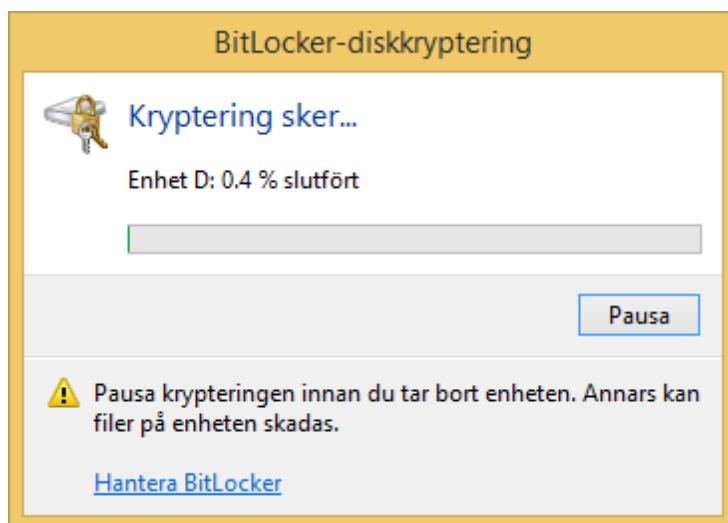 BitLocker-diskkryptering
Kryptering sker...
Enhet D: 0.4 % slutfört
Pausa
Pausa krypteringen innan du tar bort enheten. Annars kan
filer på enheten skadas.
Hantera BitLocker